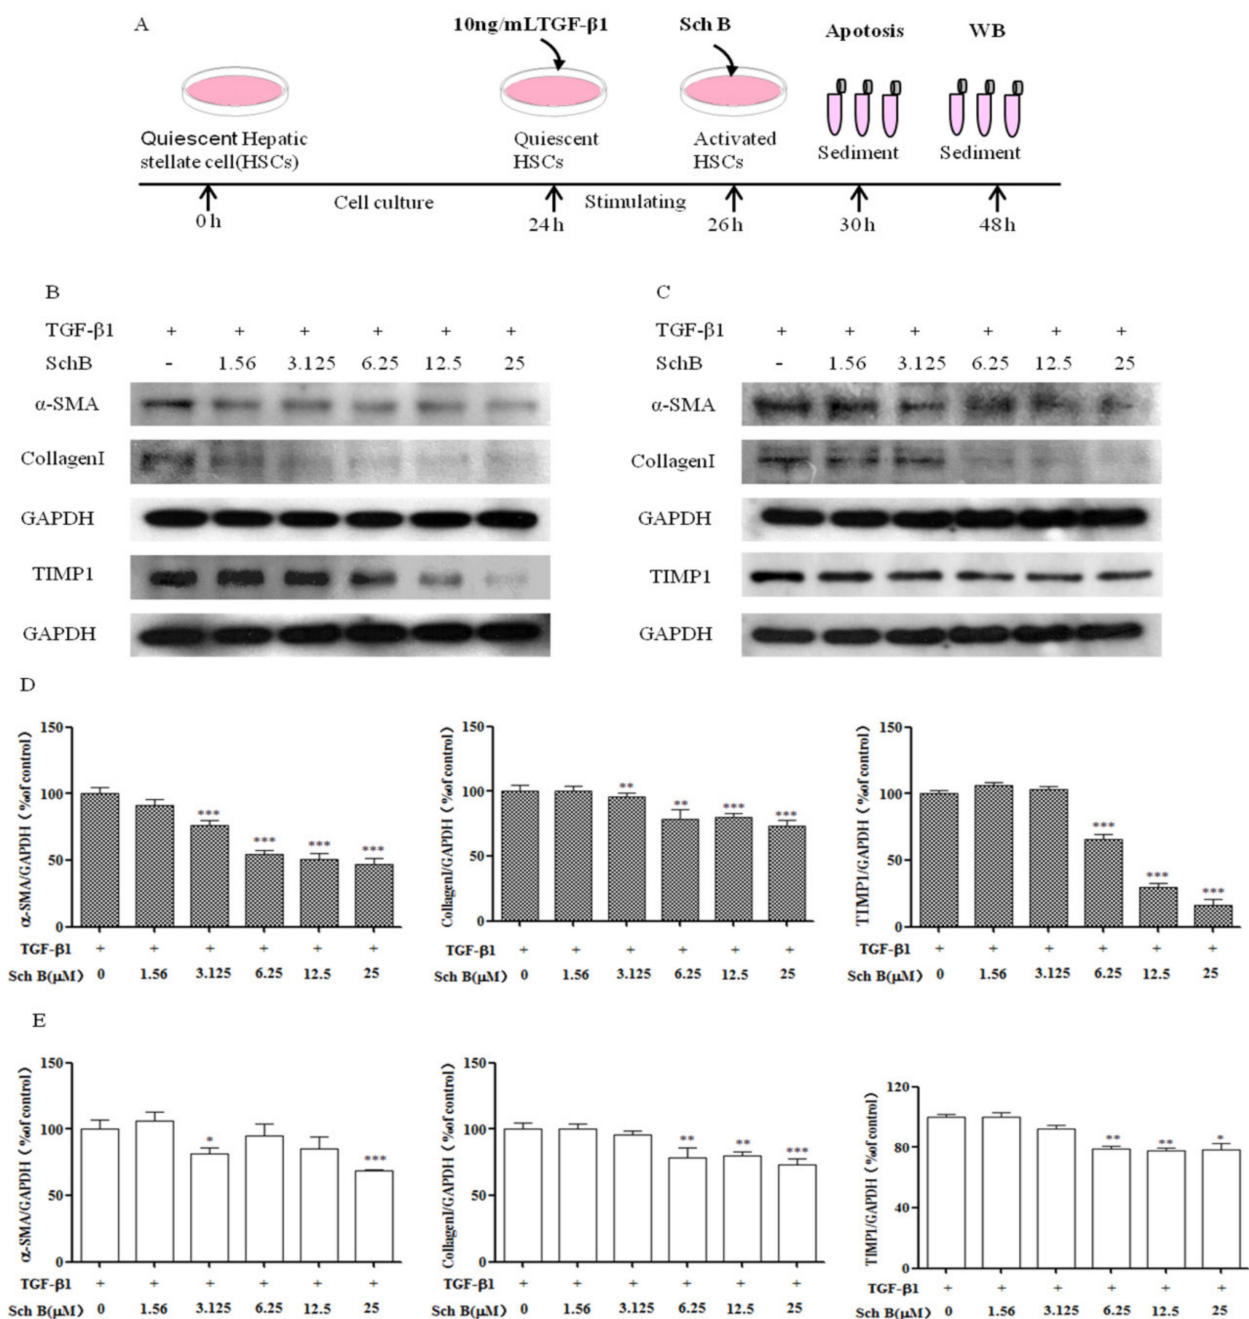 A
10ng/mLTGF-β1 Sch B Apotosis WB
Quiescent Hepatic
stellate cell(HSCs)
Quiescent
HSCs
Activated
HSCs
Sediment Sediment
Cell culture Stimulating
0 h 24 h 26 h 30 h 48 h
B
TGF-β1 + + + + + +
SchB - 1.56 3.125 6.25 12.5 25
α-SMA
CollagenI
GAPDH
TIMP1
GAPDH
C
TGF-β1 + + + + + +
SchB - 1.56 3.125 6.25 12.5 25
α-SMA
CollagenI
GAPDH
TIMP1
GAPDH
D
α-SMA/GAPDH (%of control)
150
100
50
0
*** *** *** ***
TGF-β1 + + + + + +
Sch B(μM) 0 1.56 3.125 6.25 12.5 25
CollagenI/GAPDH (%of control)
150
100
50
0
** ** *** ***
+ + + + + +
0 1.56 3.125 6.25 12.5 25
TIMP1/GAPDH (%of control)
150
100
50
0
*** *** ***
TGF-β1 + + + + + +
Sch B(μM) 0 1.56 3.125 6.25 12.5 25
E
α-SMA/GAPDH (%of control)
150
100
50
0
* ***
TGF-β1 + + + + + +
Sch B(μM) 0 1.56 3.125 6.25 12.5 25
CollagenI/GAPDH (%of control)
150
100
50
0
** ** ***
TGF-β1 + + + + + +
Sch B(μM) 0 1.56 3.125 6.25 12.5 25
TIMP1/GAPDH (%of control)
120
80
40
0
** ** *
TGF-β1 + + + + + +
Sch B(μM) 0 1.56 3.125 6.25 12.5 25